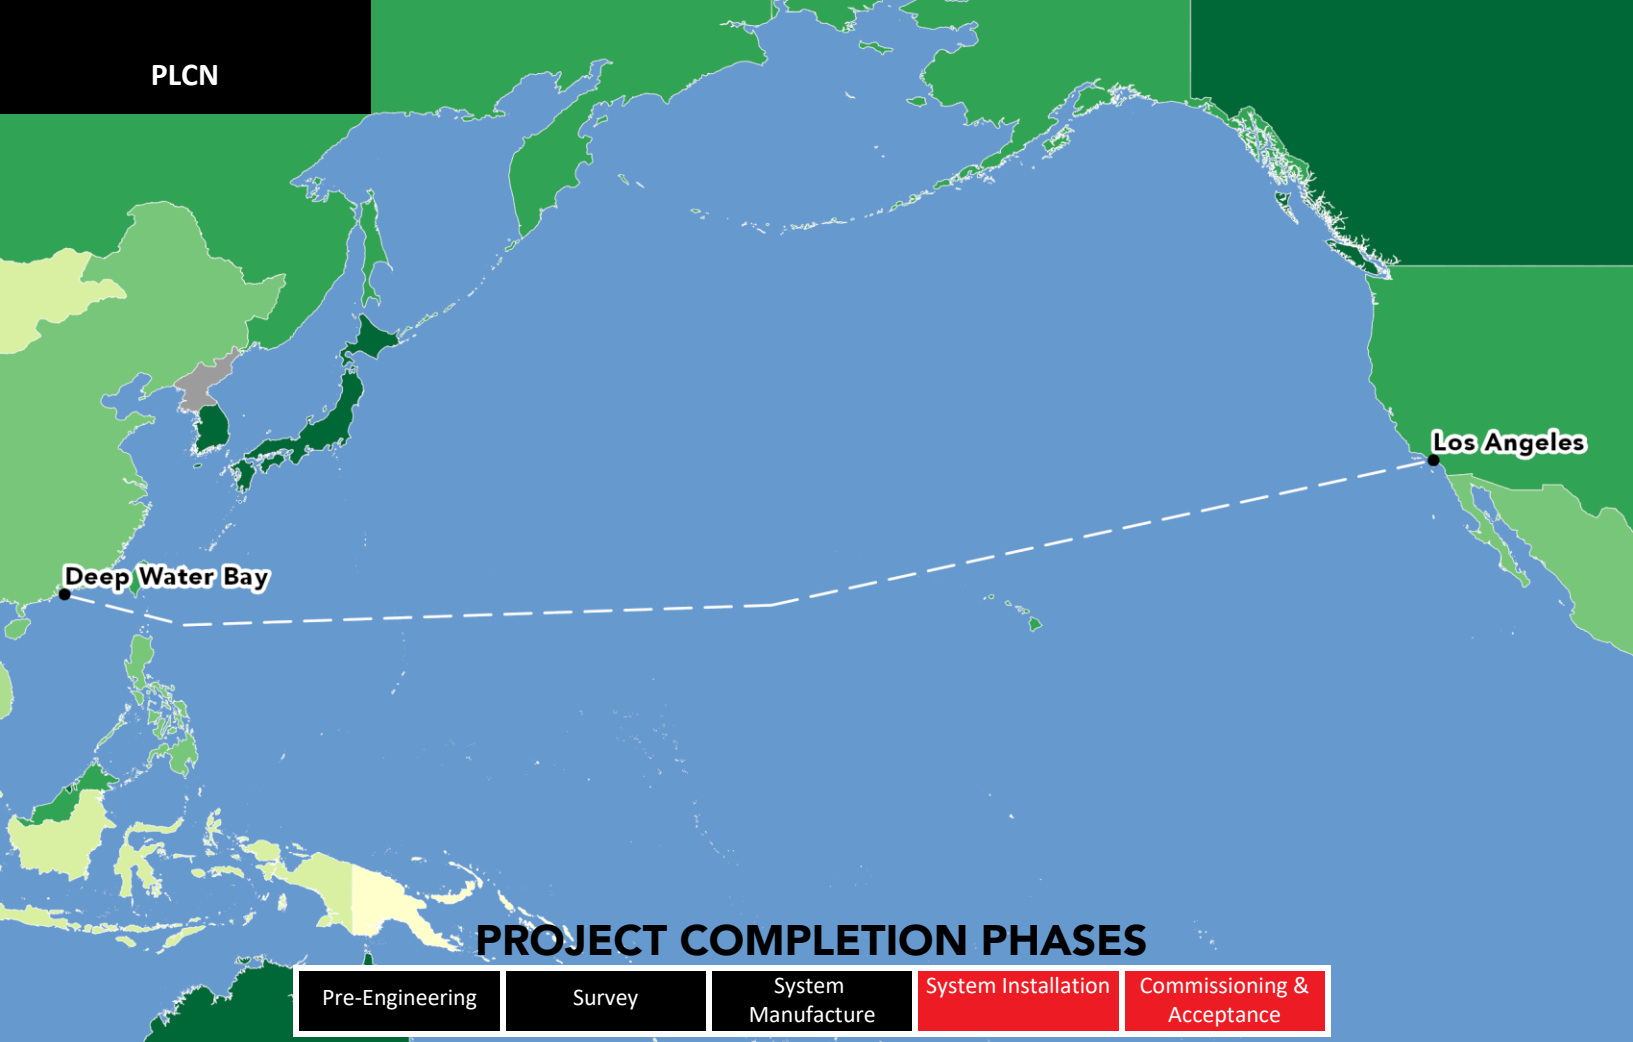 PLCN
Los Angeles
Deep Water Bay
PROJECT COMPLETION PHASES
Pre-Engineering
Survey
System
Manufacture
System Installation
Commissioning &
Acceptance